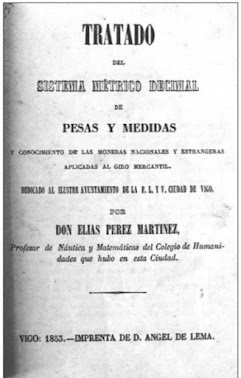 TRATADO
DEL
SISTEMA MÉTRICO DECIMAL
DE
PESAS Y MEDIDAS
Y CONOCIMIENTO DE LAS MONEDAS NACIONALES Y ESTRANGERAS
APLICADAS AL GIRO MERCANTIL.
DEDICADO AL ILUSTRE AYUNTAMIENTO DE LA F. L. Y V. CIUDAD DE VIGO.
POR
DON ELIAS PEREZ MARTINEZ,
Profesor de Náutica y Matemáticas del Colegio de Humani-
dades que hubo en esta Ciudad.
VIGO: 1853.—IMPRENTA DE D. ANGEL DE LEMA.